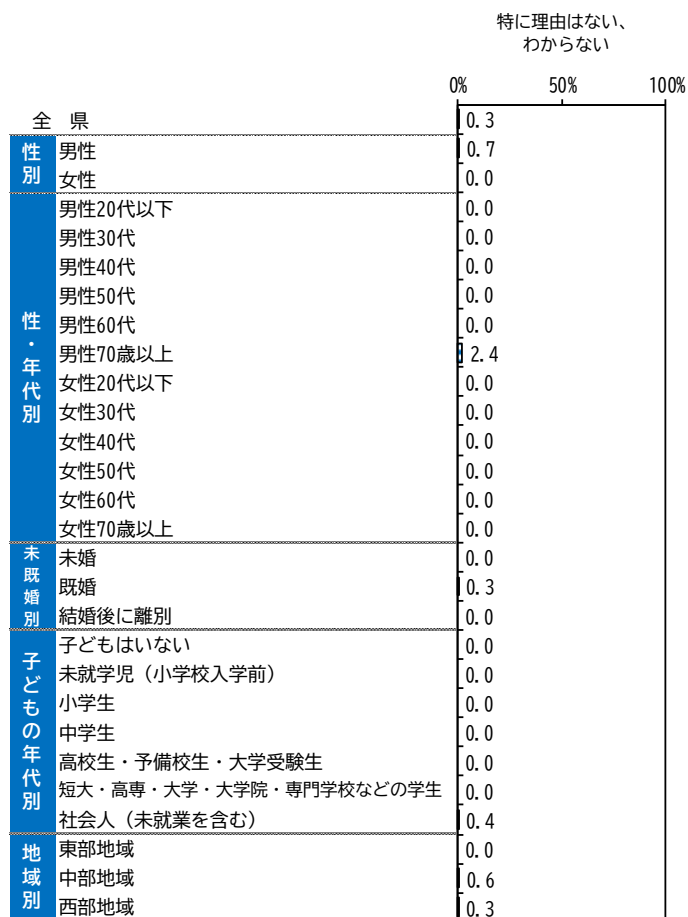 特に理由はない、
わからない
0% 50% 100%
全 県 0.3
性別
男性 0.7
女性 0.0
性・年代別
男性20代以下 0.0
男性30代 0.0
男性40代 0.0
男性50代 0.0
男性60代 0.0
男性70歳以上 2.4
女性20代以下 0.0
女性30代 0.0
女性40代 0.0
女性50代 0.0
女性60代 0.0
女性70歳以上 0.0
未既婚別
未婚 0.0
既婚 0.3
結婚後に離別 0.0
子どもの年代別
子どもはいない 0.0
未就学児（小学校入学前） 0.0
小学生 0.0
中学生 0.0
高校生・予備校生・大学受験生 0.0
短大・高専・大学・大学院・専門学校などの学生 0.0
社会人（未就業を含む） 0.4
地域別
東部地域 0.0
中部地域 0.6
西部地域 0.3